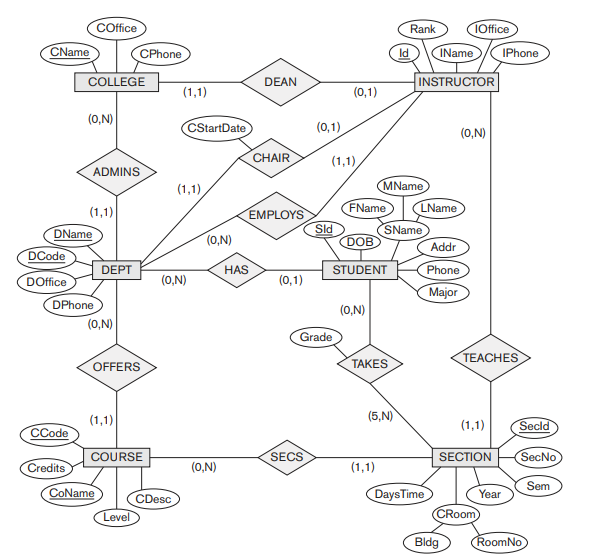 COffice
CName
CPhone
COLLEGE
(1,1)
DEAN
(0,1)
Rank
IOffice
Id
IName
IPhone
INSTRUCTOR
(0,N)
CStartDate
(0,1)
(0,N)
CHAIR
(1,1)
ADMINS
(1,1)
MName
(1,1)
EMPLOYS
FName
LName
DName
(0,N)
SId
SName
DCode
DOB
Addr
DEPT
HAS
STUDENT
Phone
DOffice
(0,N)
(0,1)
Major
DPhone
(0,N)
(0,N)
Grade
OFFERS
TAKES
TEACHES
(1,1)
(5,N)
(1,1)
CCode
SecId
COURSE
SECS
SECTION
SecNo
Credits
(0,N)
(1,1)
Sem
CoName
CDesc
DaysTime
Year
Level
CRoom
Bldg
RoomNo